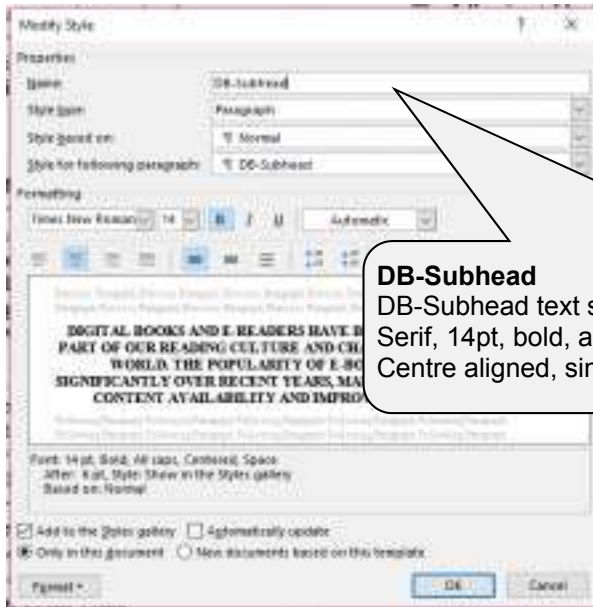 Modify Style ? ×
Properties
Name: DB-Subhead
Style type: Paragraph
Style based on: ¶ Normal
Style for following paragraph: ¶ DB-Subhead
Formatting
Times New Roman 14 B I U Automatic
DIGITAL BOOKS AND E-READERS HAVE B
PART OF OUR READING CULTURE AND CH
WORLD. THE POPULARITY OF E-BO
SIGNIFICANTLY OVER RECENT YEARS, MA
CONTENT AVAILABILITY AND IMPROV
Font: 14 pt, Bold, All caps, Centered, Space
After: 6 pt, Style: Show in the Styles gallery
Based on: Normal
Add to the Styles gallery Automatically update
Only in this document New documents based on this template
Format OK Cancel
DB-Subhead
DB-Subhead text s
Serif, 14pt, bold, a
Centre aligned, sin